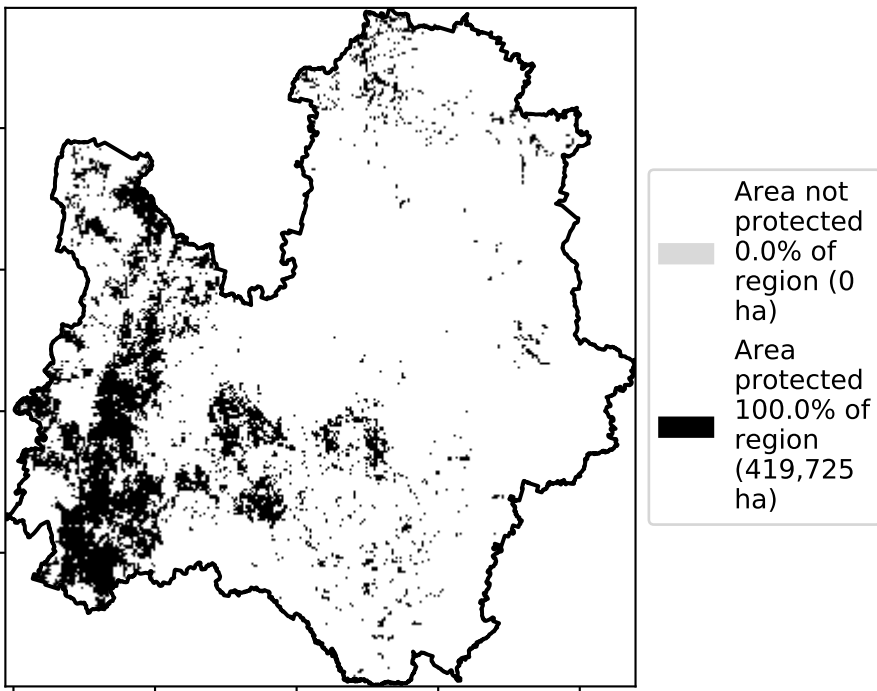 Area not
protected
0.0% of
region (0
ha)
Area
protected
100.0% of
region
(419,725
ha)